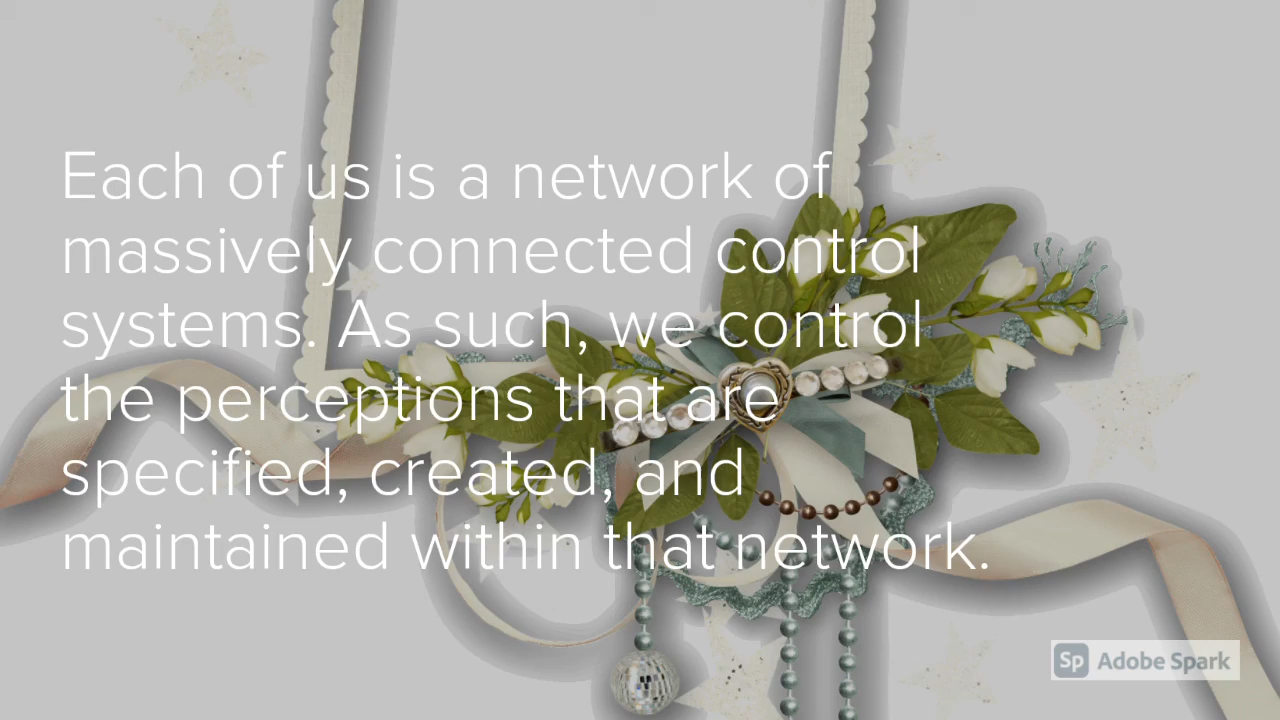 Each of us is a network of
massively connected control
systems. As such, we control
the perceptions that are
specified, created, and
maintained within that network.
Sp Adobe Spark